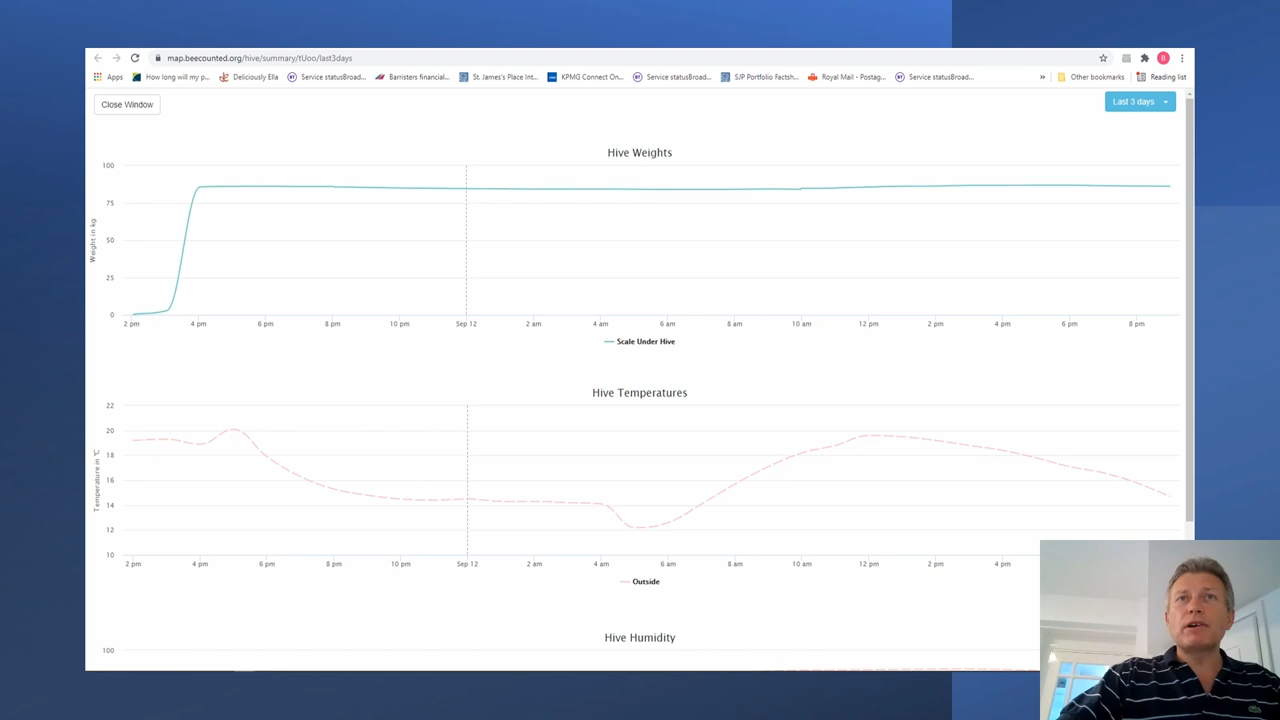 map.beecounted.org/hive/summary/tUoo/last3days
B
Apps
How long will my p...
Deliciously Ella
Service statusBroad...
Barristers financial...
St. James's Place Int...
KPMG Connect On...
Service statusBroad...
SJP Portfolio Factsh...
Royal Mail - Postag...
Service statusBroad...
»
Other bookmarks
Reading list
Close Window
Last 3 days
Hive Weights
Weight in kg
100
75
50
25
0
2 pm
4 pm
6 pm
8 pm
10 pm
Sep 12
2 am
4 am
6 am
8 am
10 am
12 pm
2 pm
4 pm
6 pm
8 pm
Scale Under Hive
Hive Temperatures
Temperature in °C
22
20
18
16
14
12
10
2 pm
4 pm
6 pm
8 pm
10 pm
Sep 12
2 am
4 am
6 am
8 am
10 am
12 pm
2 pm
4 pm
Outside
Hive Humidity
100